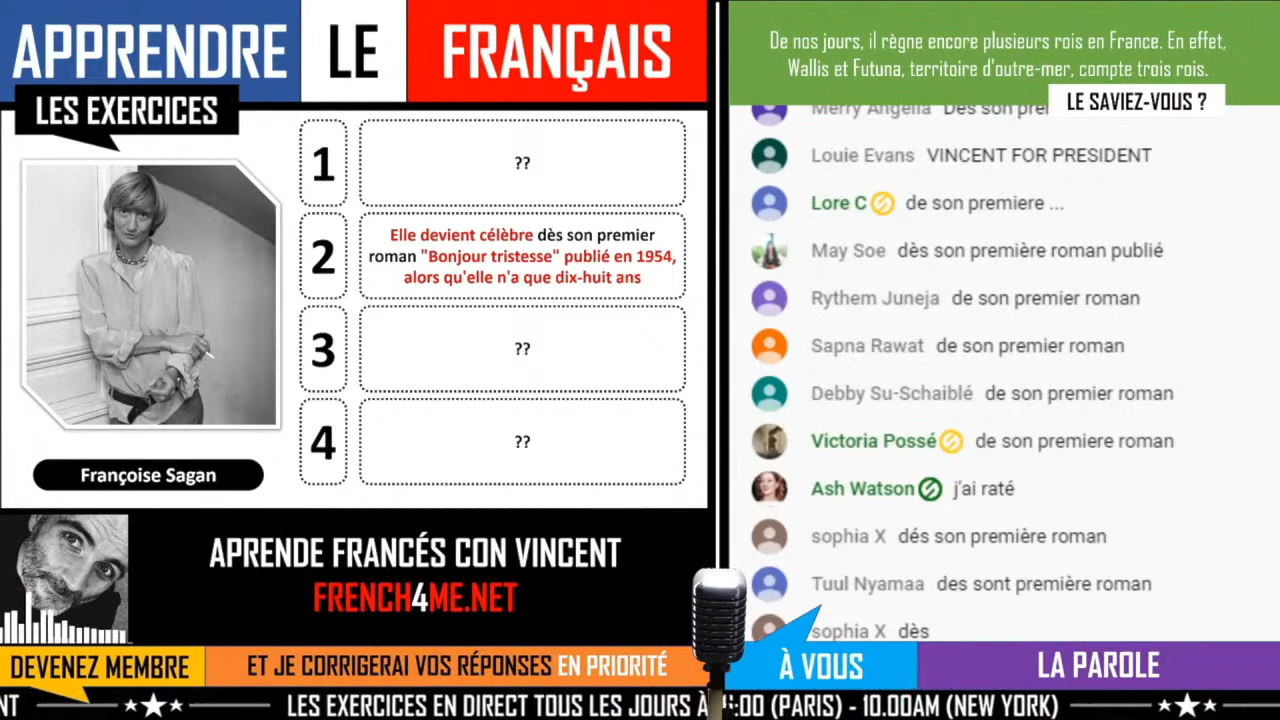 APPRENDRE LE FRANÇAIS
LES EXERCICES
1
??
2
Elle devient célèbre dès son premier
roman "Bonjour tristesse" publié en 1954,
alors qu'elle n'a que dix-huit ans
3
??
4
??
Françoise Sagan
APRENDE FRANCÉS CON VINCENT
FRENCH4ME.NET
DEVENEZ MEMBRE
ET JE CORRIGERAI VOS RÉPONSES EN PRIORITÉ
De nos jours, il règne encore plusieurs rois en France. En effet,
Wallis et Futuna, territoire d'outre-mer, compte trois rois.
LE SAVIEZ-VOUS ?
Merry Angelia Dès son
Louie Evans VINCENT FOR PRESIDENT
Lore C de son premiere ...
May Soe dès son première roman publié
Rythem Juneja de son premier roman
Sapna Rawat de son premier roman
Debby Su-Schaiblé de son premier roman
Victoria Possé de son premiere roman
Ash Watson j'ai raté
sophia X dés son première roman
Tuul Nyamaa des sont première roman
sophia X dès
À VOUS
LA PAROLE
LES EXERCICES EN DIRECT TOUS LES JOURS À :00 (PARIS) - 10.00AM (NEW YORK)